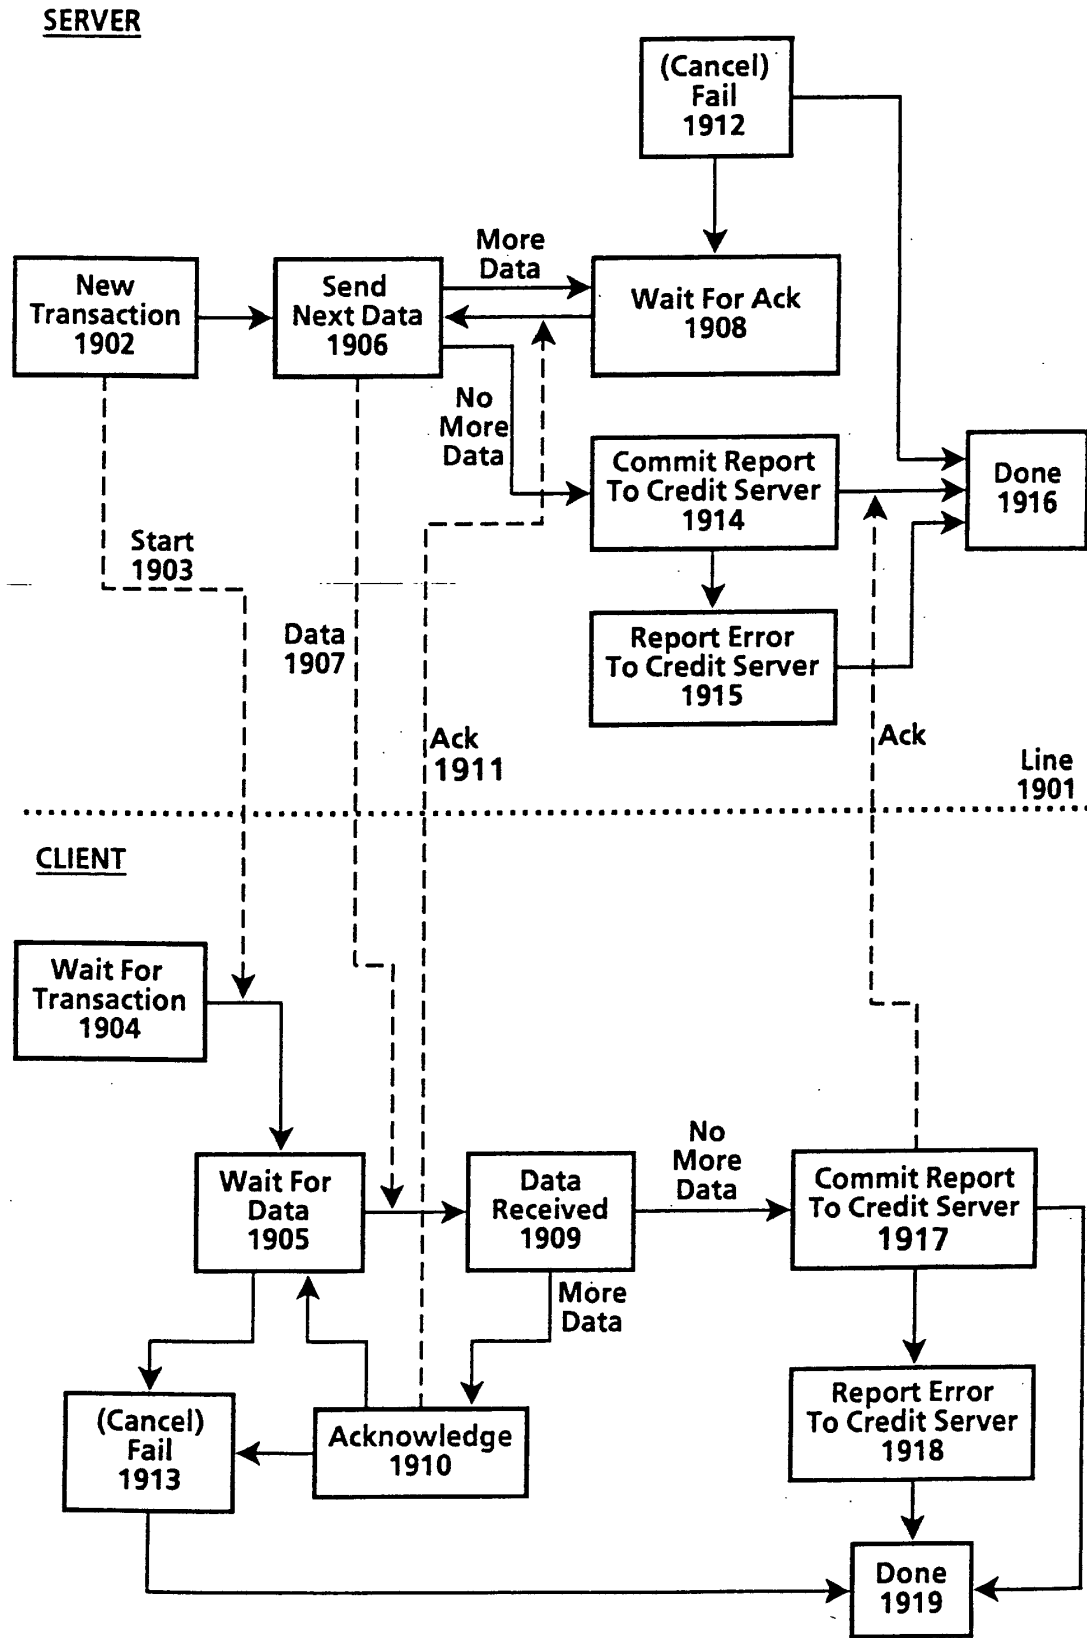 SERVER
(Cancel)
Fail
1912
New
Transaction
1902
Send
Next Data
1906
More
Data
Wait For Ack
1908
No
More
Data
Commit Report
To Credit Server
1914
Done
1916
Start
1903
Data
1907
Report Error
To Credit Server
1915
Ack
1911
Ack
Line
1901
CLIENT
Wait For
Transaction
1904
Wait For
Data
1905
Data
Received
1909
No
More
Data
Commit Report
To Credit Server
1917
More
Data
(Cancel)
Fail
1913
Acknowledge
1910
Report Error
To Credit Server
1918
Done
1919